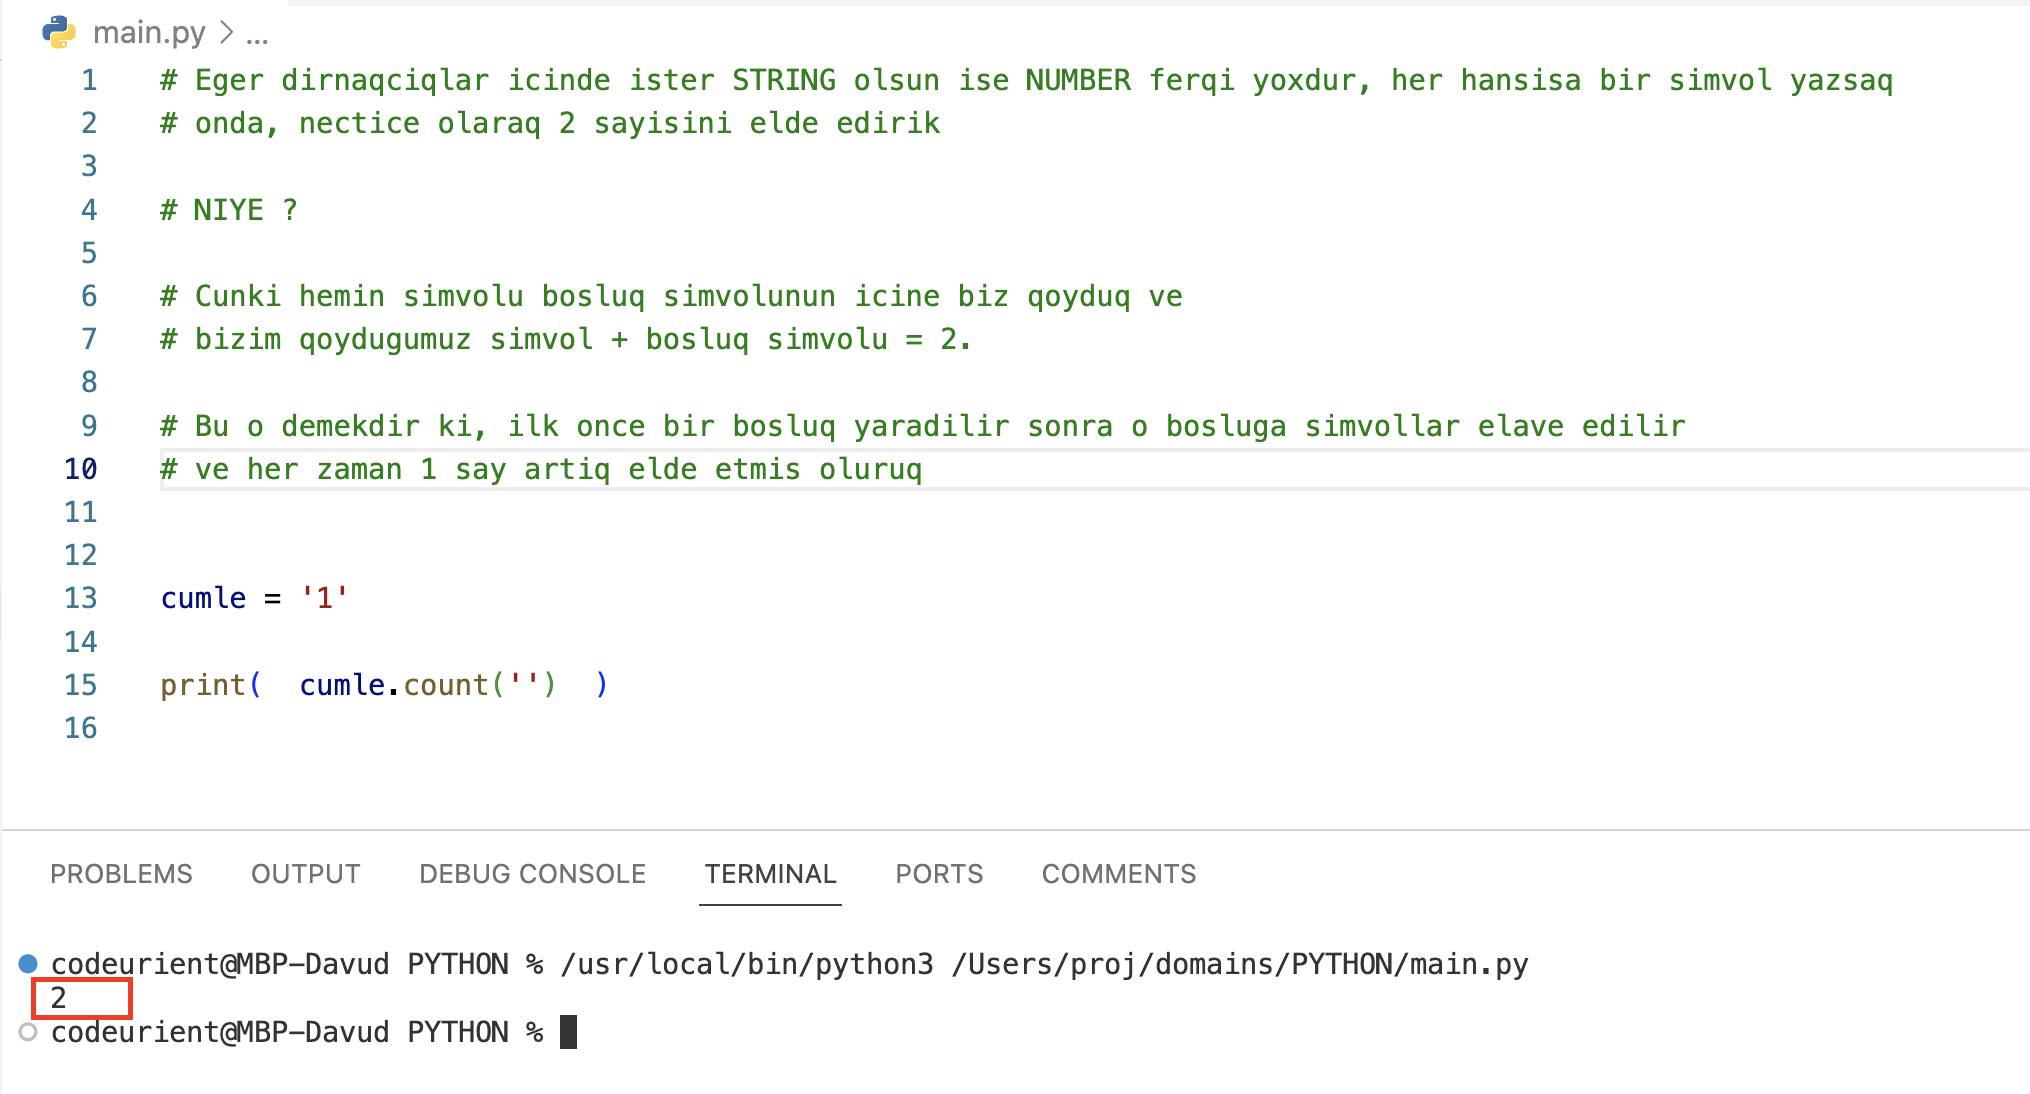 main.py > ...
1 # Eger dirnaqciqlar icinde ister STRING olsun ise NUMBER ferqi yoxdur, her hansisa bir simvol yazsaq
2 # onda, nectice olaraq 2 sayisini elde edirik
3
4 # NIYE ?
5
6 # Cunki hemin simvolu bosluq simvolunun icine biz qoyduq ve
7 # bizim qoydugumuz simvol + bosluq simvolu = 2.
8
9 # Bu o demekdir ki, ilk once bir bosluq yaradilir sonra o bosluga simvollar elave edilir
10 # ve her zaman 1 say artiq elde etmis oluruq
11
12
13 cumle = '1'
14
15 print(  cumle.count('')  )
16
PROBLEMS OUTPUT DEBUG CONSOLE TERMINAL PORTS COMMENTS
codeurient@MBP-Davud PYTHON % /usr/local/bin/python3 /Users/proj/domains/PYTHON/main.py
2
codeurient@MBP-Davud PYTHON %